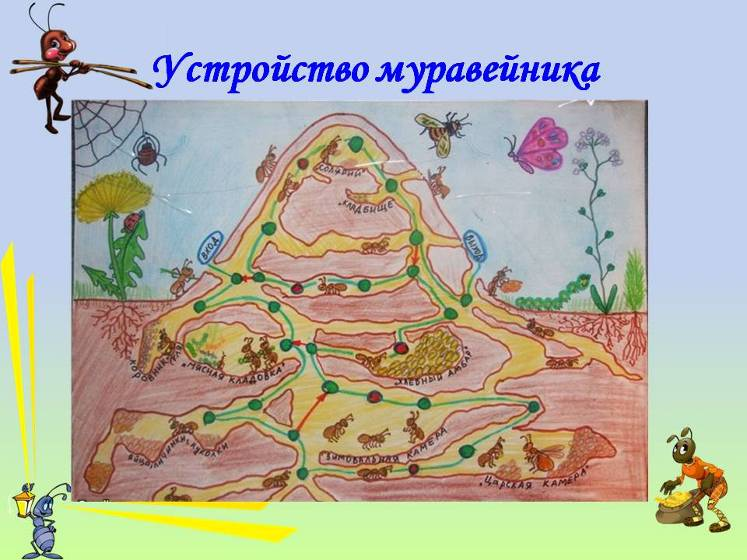 Устройство муравейника
"Солярий"
"Кладбище"
вход
выход
"Мясная кладовка"
"Хлебный амбар"
"Зимовальная камера
"Царская камера"